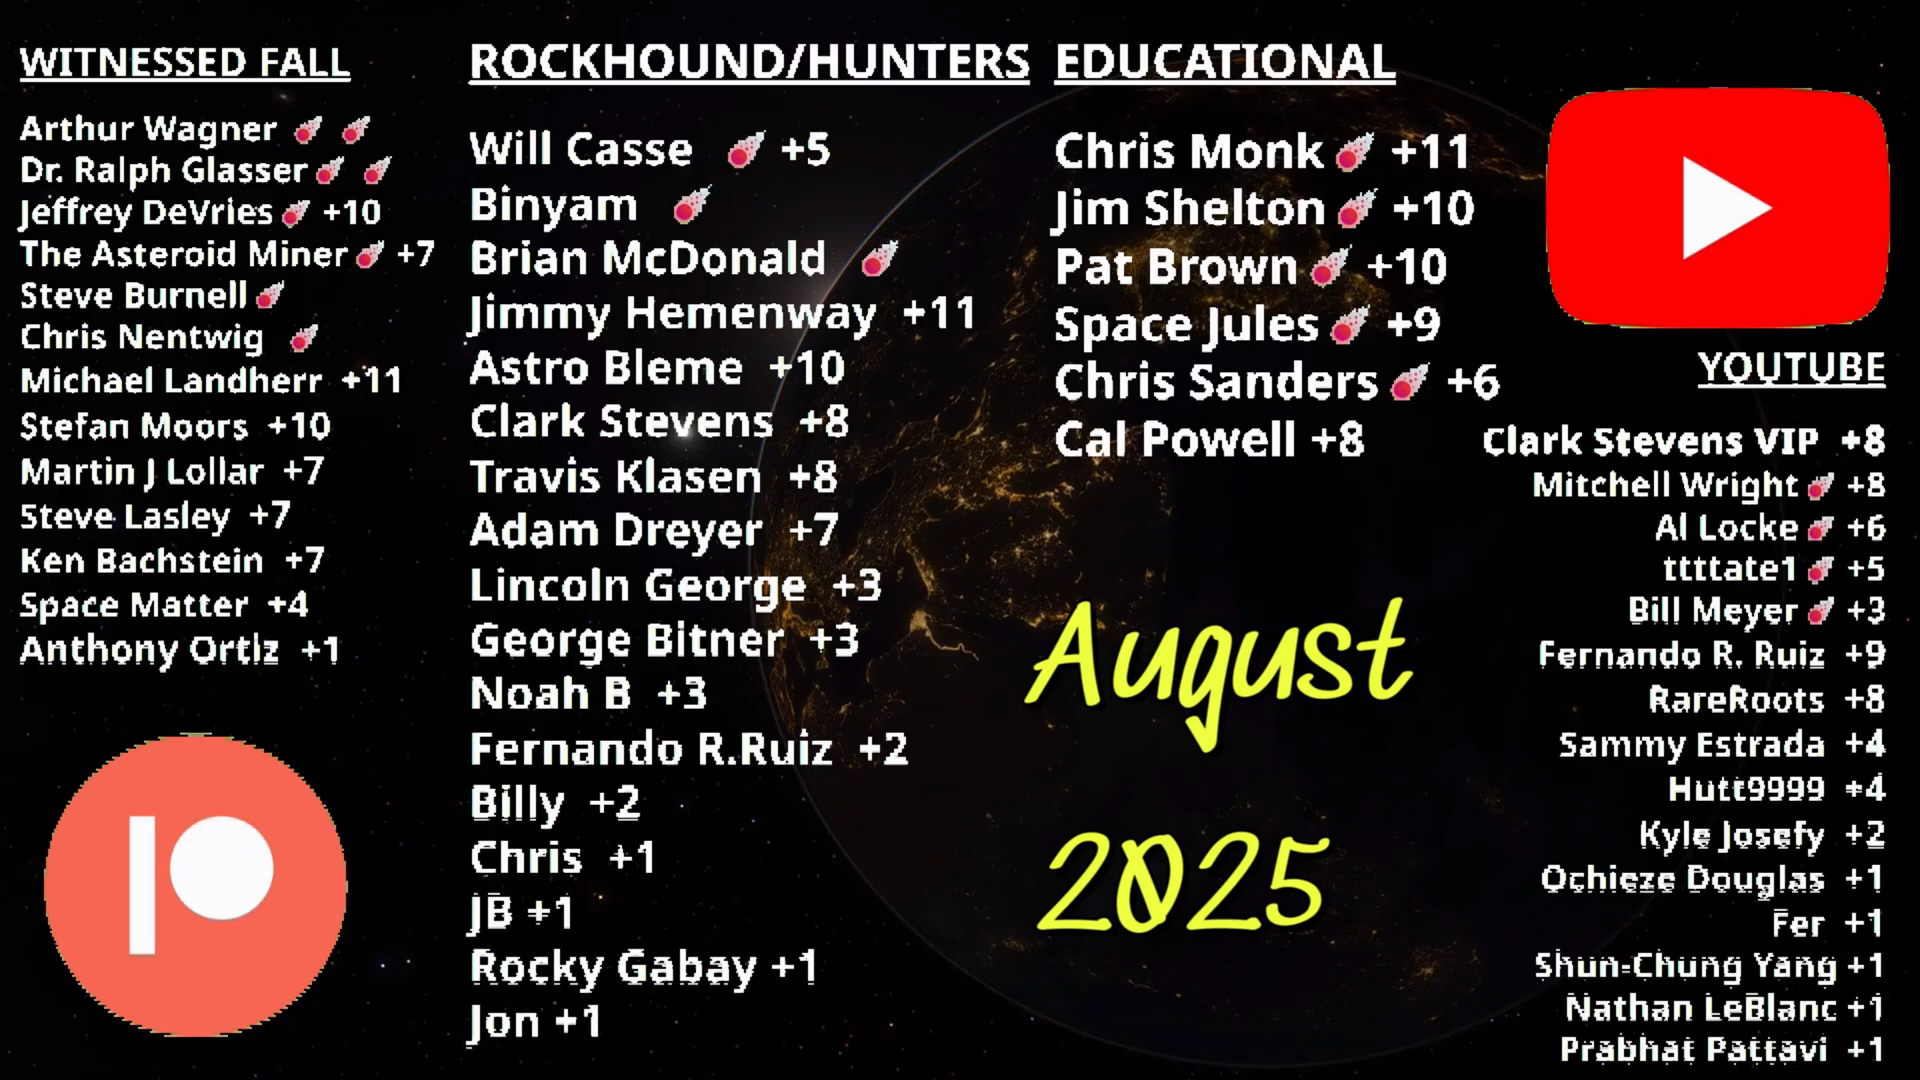 WITNESSED FALL
Arthur Wagner ☄️ ☄️
Dr. Ralph Glasser ☄️ ☄️
Jeffrey DeVries ☄️ +10
The Asteroid Miner ☄️ +7
Steve Burnell ☄️
Chris Nentwig ☄️
Michael Landherr +11
Stefan Moors +10
Martin J Lollar +7
Steve Lasley +7
Ken Bachstein +7
Space Matter +4
Anthony Ortiz +1
ROCKHOUND/HUNTERS
Will Casse ☄️ +5
Binyam ☄️
Brian McDonald ☄️
Jimmy Hemenway +11
Astro Bleme +10
Clark Stevens +8
Travis Klasen +8
Adam Dreyer +7
Lincoln George +3
George Bitner +3
Noah B +3
Fernando R.Ruiz +2
Billy +2
Chris +1
JB +1
Rocky Gabay +1
Jon +1
EDUCATIONAL
Chris Monk ☄️ +11
Jim Shelton ☄️ +10
Pat Brown ☄️ +10
Space Jules ☄️ +9
Chris Sanders ☄️ +6
Cal Powell +8
August
2025
YOUTUBE
Clark Stevens VIP +8
Mitchell Wright ☄️ +8
Al Locke ☄️ +6
ttttate1 ☄️ +5
Bill Meyer ☄️ +3
Fernando R. Ruiz +9
RareRoots +8
Sammy Estrada +4
Hutt9999 +4
Kyle Josefy +2
Ochieze Douglas +1
Fer +1
Shun-Chung Yang +1
Nathan LeBlanc +1
Prabhat Pattavi +1